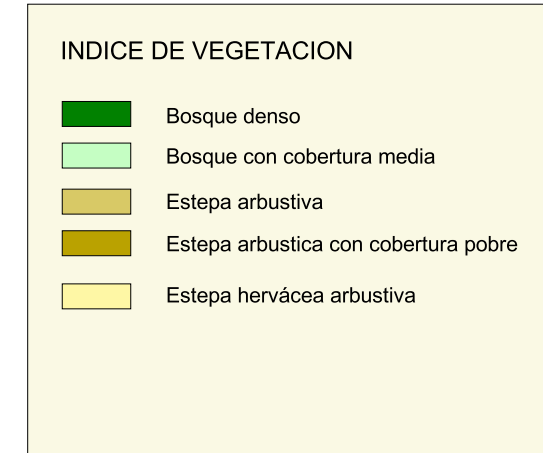 INDICE DE VEGETACION
Bosque denso
Bosque con cobertura media
Estepa arbustiva
Estepa arbustica con cobertura pobre
Estepa hervácea arbustiva